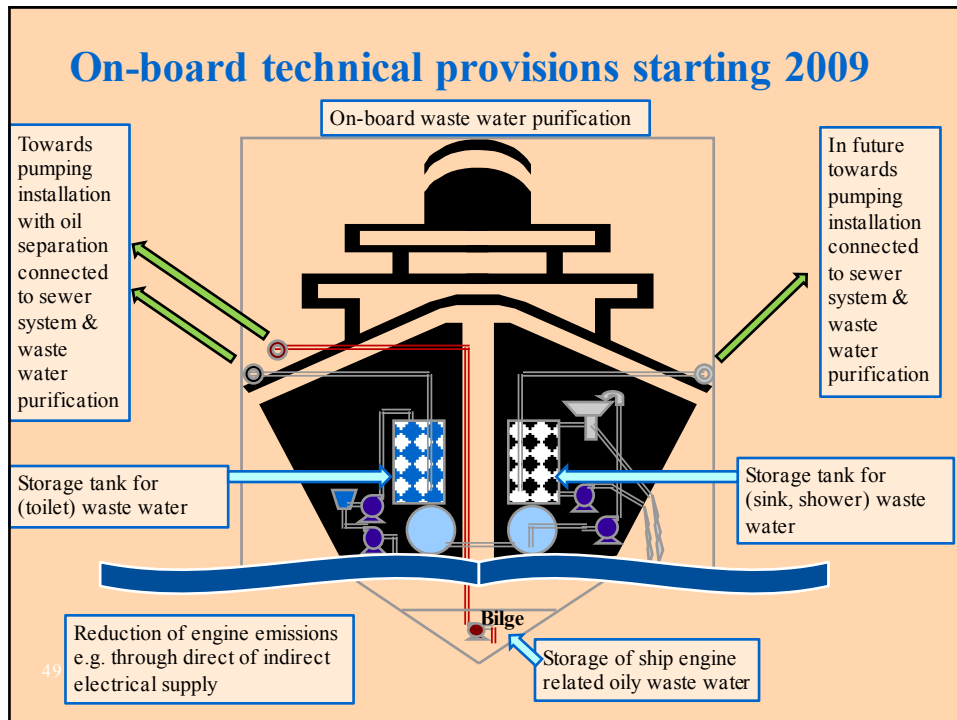 On-board technical provisions starting 2009
On-board waste water purification
Towards
pumping
installation
with oil
separation
connected
to sewer
system &
waste
water
purification
In future
towards
pumping
installation
connected
to sewer
system &
waste
water
purification
Storage tank for
(toilet) waste water
Storage tank for
(sink, shower) waste
water
Bilge
Reduction of engine emissions
e.g. through direct of indirect
electrical supply
Storage of ship engine
related oily waste water
49